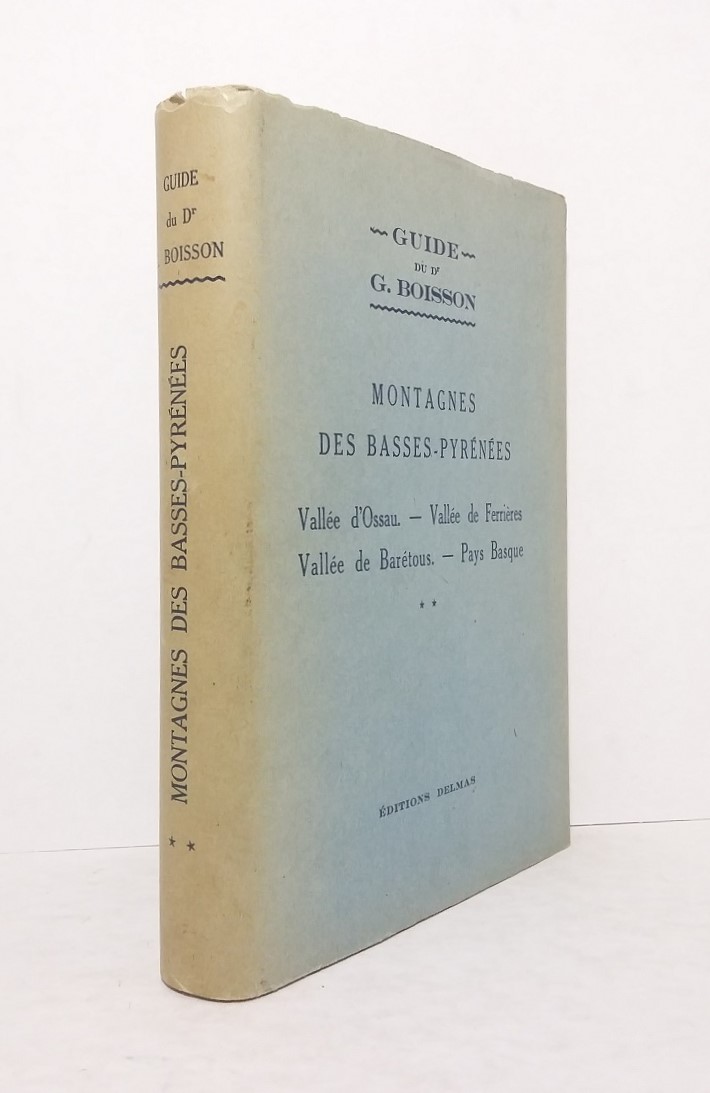 GUIDE
du Dr
BOISSON
MONTAGNES DES BASSES-PYRÉNÉES
* *
~GUIDE~
DU Dr
G. BOISSON
MONTAGNES
DES BASSES-PYRÉNÉES
Vallée d'Ossau. — Vallée de Ferrières
Vallée de Barétous. — Pays Basque
* *
ÉDITIONS DELMAS